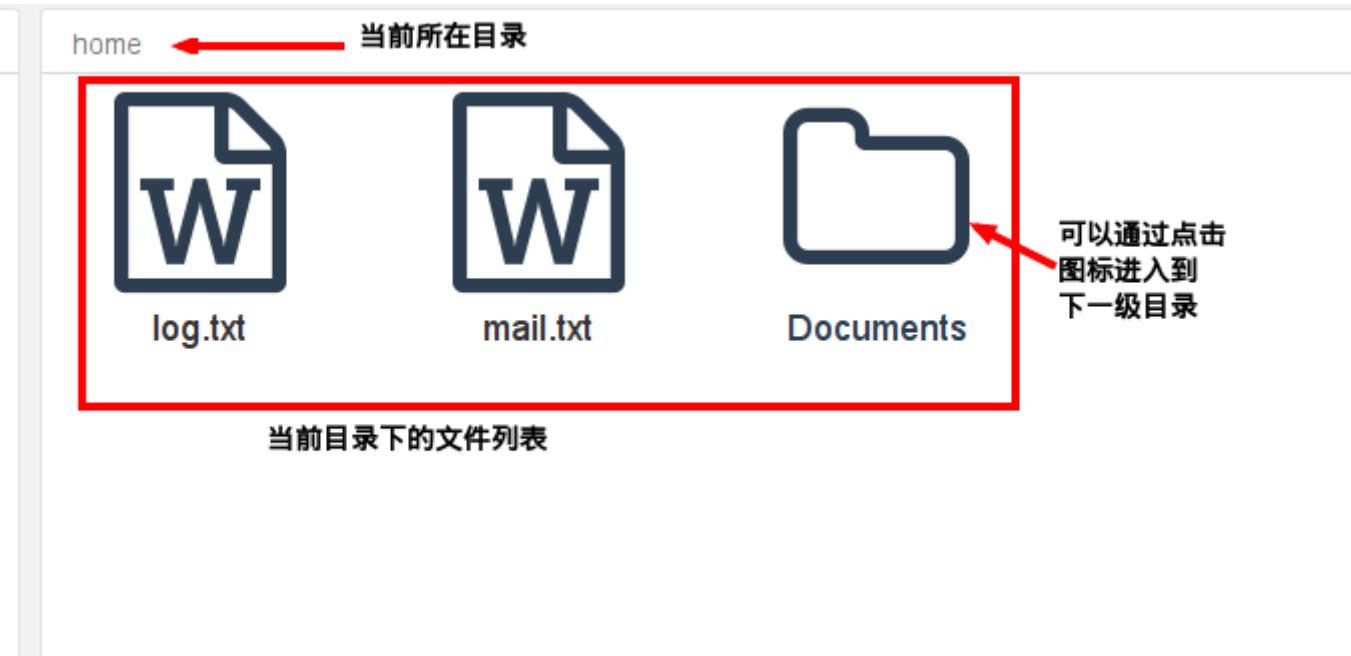 home
当前所在目录
W
W
可以通过点击
图标进入到
下一级目录
log.txt
mail.txt
Documents
当前目录下的文件列表